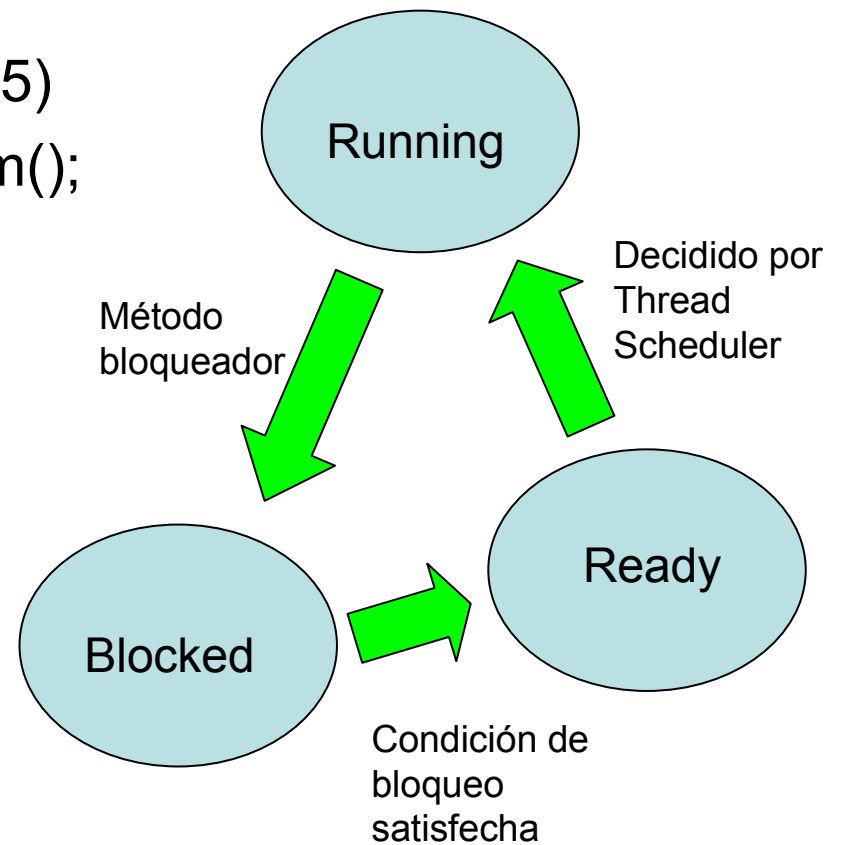 5)
m();
Running
Decidido por
Thread
Scheduler
Método
bloqueador
Ready
Blocked
Condición de
bloqueo
satisfecha